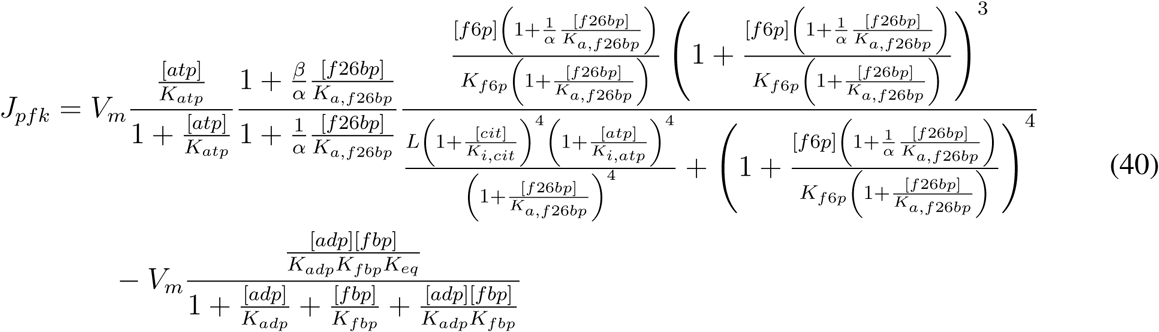 J_{pfk} = V_m \frac{\frac{[atp]}{K_{atp}}}{1 + \frac{[atp]}{K_{atp}}} \frac{1 + \frac{\beta}{\alpha} \frac{[f26bp]}{K_{a,f26bp}}}{1 + \frac{1}{\alpha} \frac{[f26bp]}{K_{a,f26bp}}} \frac{\frac{[f6p]\left(1+\frac{1}{\alpha}\frac{[f26bp]}{K_{a,f26bp}}\right)}{K_{f6p}\left(1+\frac{[f26bp]}{K_{a,f26bp}}\right)} \left(1 + \frac{[f6p]\left(1+\frac{1}{\alpha}\frac{[f26bp]}{K_{a,f26bp}}\right)}{K_{f6p}\left(1+\frac{[f26bp]}{K_{a,f26bp}}\right)}\right)^3}{\frac{L\left(1+\frac{[cit]}{K_{i,cit}}\right)^4 \left(1+\frac{[atp]}{K_{i,atp}}\right)^4}{\left(1+\frac{[f26bp]}{K_{a,f26bp}}\right)^4} + \left(1 + \frac{[f6p]\left(1+\frac{1}{\alpha}\frac{[f26bp]}{K_{a,f26bp}}\right)}{K_{f6p}\left(1+\frac{[f26bp]}{K_{a,f26bp}}\right)}\right)^4} (40)
- V_m \frac{\frac{[adp][fbp]}{K_{adp}K_{fbp}K_{eq}}}{1 + \frac{[adp]}{K_{adp}} + \frac{[fbp]}{K_{fbp}} + \frac{[adp][fbp]}{K_{adp}K_{fbp}}}